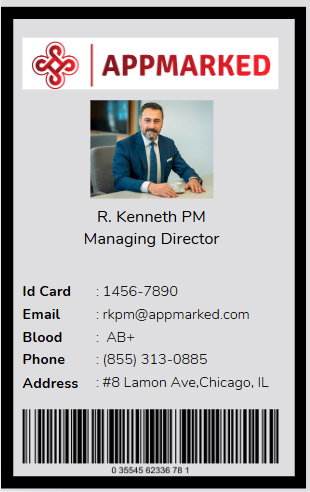 APPMARKED
R. Kenneth PM
Managing Director
Id Card : 1456-7890
Email : rkpm@appmarked.com
Blood : AB+
Phone : (855) 313-0885
Address : #8 Lamon Ave,Chicago, IL
0 35545 62336 78 1